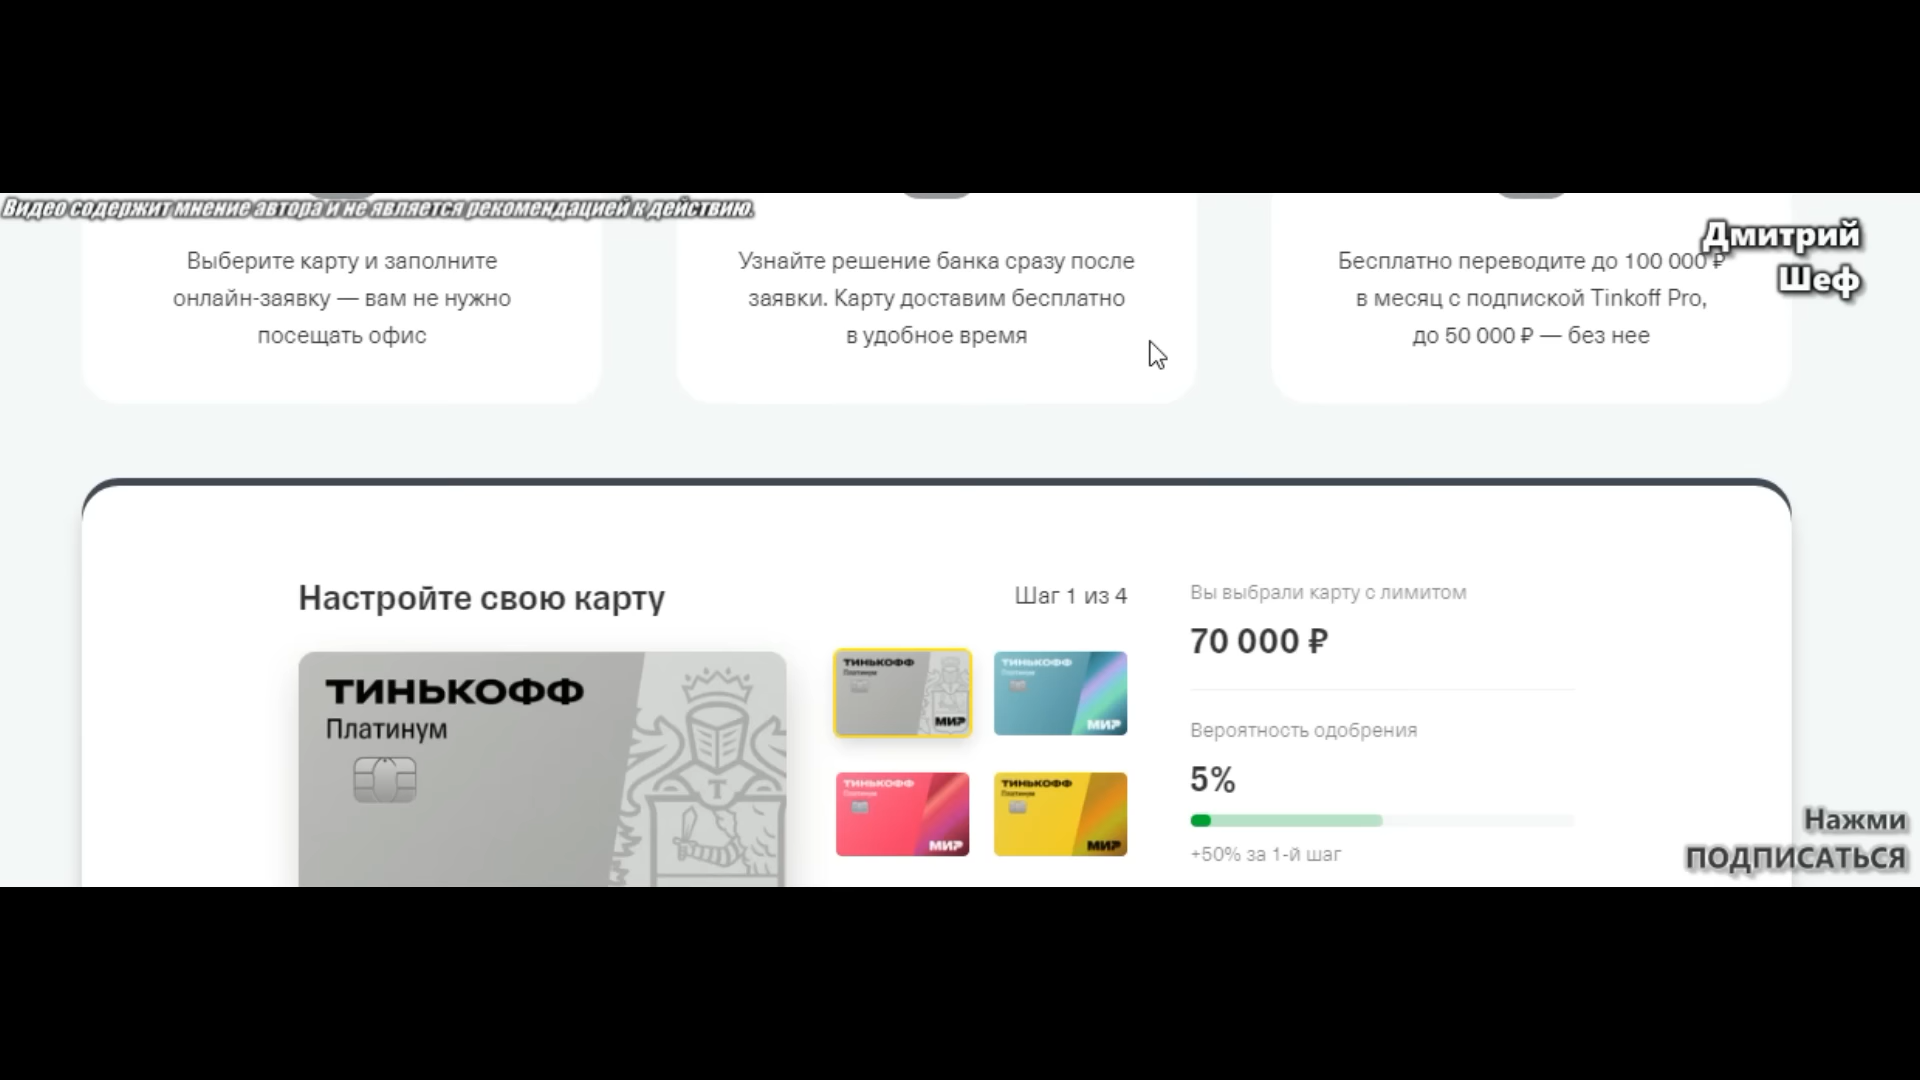 Видео содержит мнение автора и не является рекомендацией к действию.
Дмитрий
Шеф
Выберите карту и заполните
онлайн-заявку — вам не нужно
посещать офис
Узнайте решение банка сразу после
заявки. Карту доставим бесплатно
в удобное время
Бесплатно переводите до 100 000 ₽
в месяц с подпиской Tinkoff Pro,
до 50 000 ₽ — без нее
Настройте свою карту
Шаг 1 из 4
ТИНЬКОФФ
Платинум
Т
ТИНЬКОФФ
Платинум
МИР
ТИНЬКОФФ
Платинум
МИР
ТИНЬКОФФ
Платинум
МИР
ТИНЬКОФФ
Платинум
МИР
Вы выбрали карту с лимитом
70 000 ₽
Вероятность одобрения
5%
+50% за 1-й шаг
Нажми
ПОДПИСАТЬСЯ